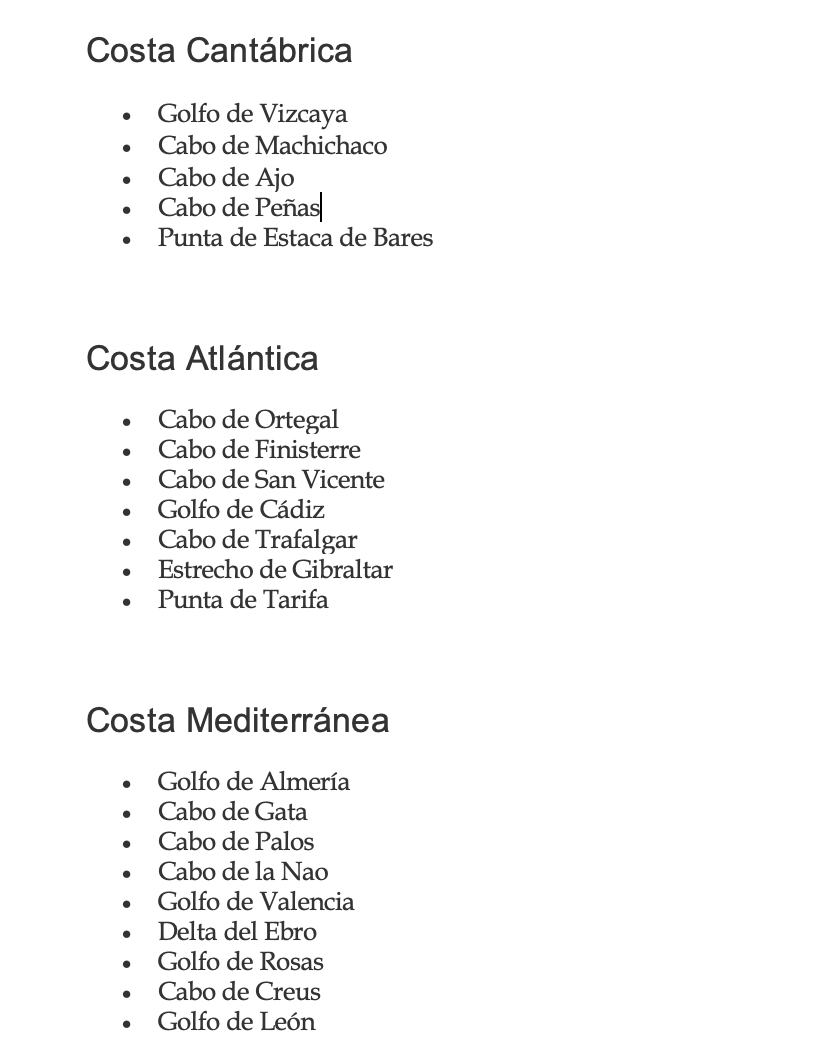 Costa Cantábrica
• Golfo de Vizcaya
• Cabo de Machichaco
• Cabo de Ajo
• Cabo de Peñas
• Punta de Estaca de Bares
Costa Atlántica
• Cabo de Ortegal
• Cabo de Finisterre
• Cabo de San Vicente
• Golfo de Cádiz
• Cabo de Trafalgar
• Estrecho de Gibraltar
• Punta de Tarifa
Costa Mediterránea
• Golfo de Almería
• Cabo de Gata
• Cabo de Palos
• Cabo de la Nao
• Golfo de Valencia
• Delta del Ebro
• Golfo de Rosas
• Cabo de Creus
• Golfo de León